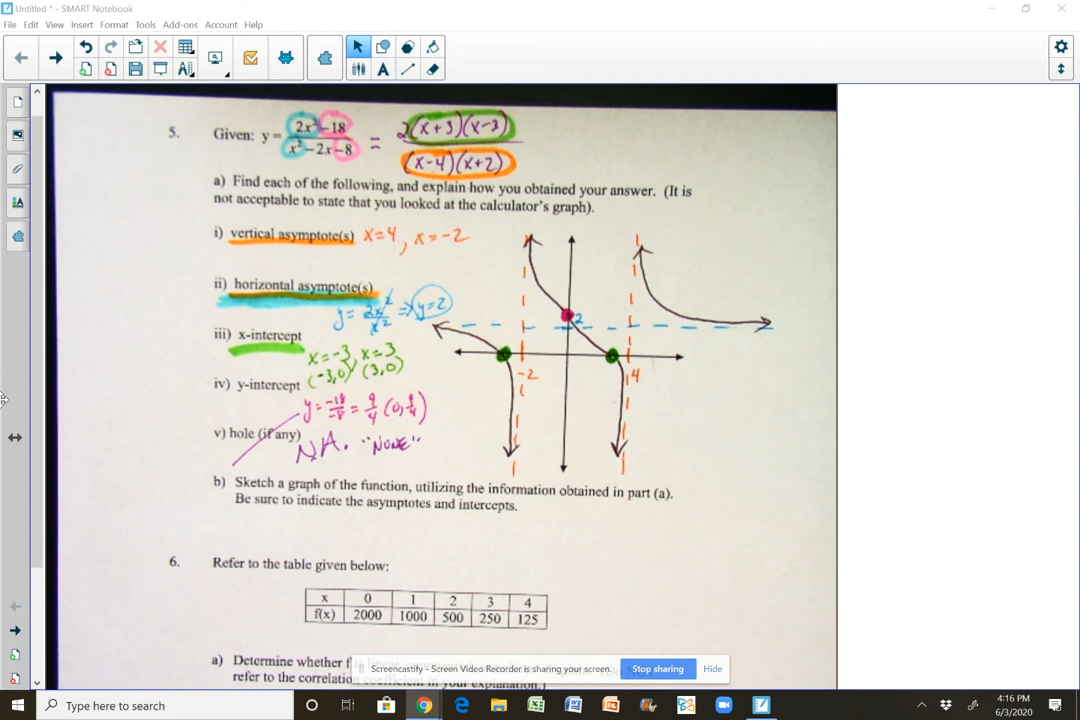 Untitled * - SMART Notebook
File Edit View Insert Format Tools Add-ons Account Help
5. Given: y = 2x² - 18 / x² - 2x - 8 = 2(x+3)(x-3) / (x-4)(x+2)
a) Find each of the following, and explain how you obtained your answer. (It is
not acceptable to state that you looked at the calculator's graph).
i) vertical asymptote(s) x=4, x=-2
ii) horizontal asymptote(s)
y = 2x²/x² => y=2
iii) x-intercept
x=-3, x=3
(-3,0) (3,0)
iv) y-intercept
y = -18/-8 = 9/4 (0, 9/4)
v) hole (if any) NA. "NONE"
2
-2
4
b) Sketch a graph of the function, utilizing the information obtained in part (a).
Be sure to indicate the asymptotes and intercepts.
6. Refer to the table given below:
x 0 1 2 3 4
f(x) 2000 1000 500 250 125
a) Determine whether
refer to the correlation coefficient in your explanation.
Screencastify - Screen Video Recorder is sharing your screen. Stop sharing Hide
Type here to search
4:16 PM
6/3/2020